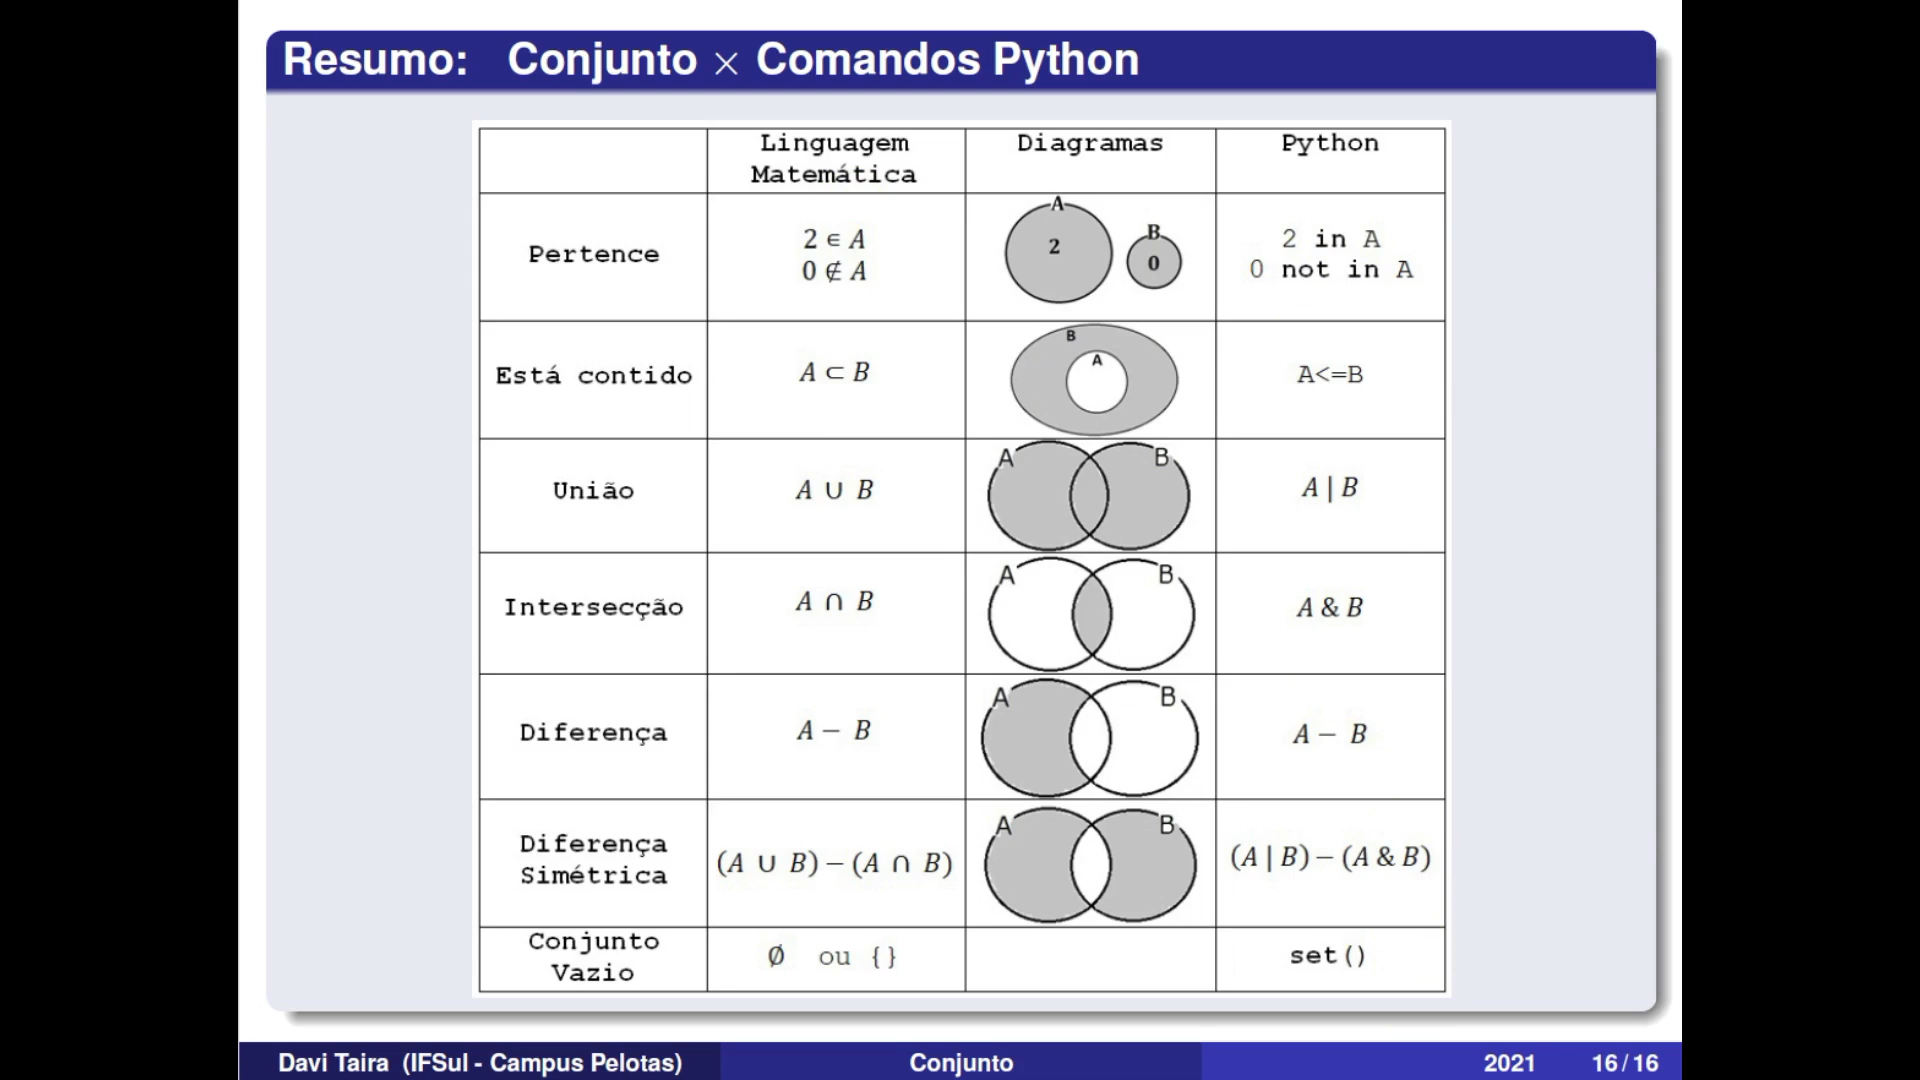 Resumo: Conjunto × Comandos Python
Linguagem Matemática
Diagramas
Python
Pertence
2 ∈ A
0 ∉ A
A
2
B
0
2 in A
0 not in A
Está contido
A ⊂ B
B
A
A<=B
União
A ∪ B
A
B
A | B
Intersecção
A ∩ B
A
B
A & B
Diferença
A − B
A
B
A − B
Diferença
Simétrica
(A ∪ B) − (A ∩ B)
A
B
(A | B) − (A & B)
Conjunto
Vazio
∅ ou {}
set()
Davi Taira (IFSul - Campus Pelotas)
Conjunto
2021
16 / 16